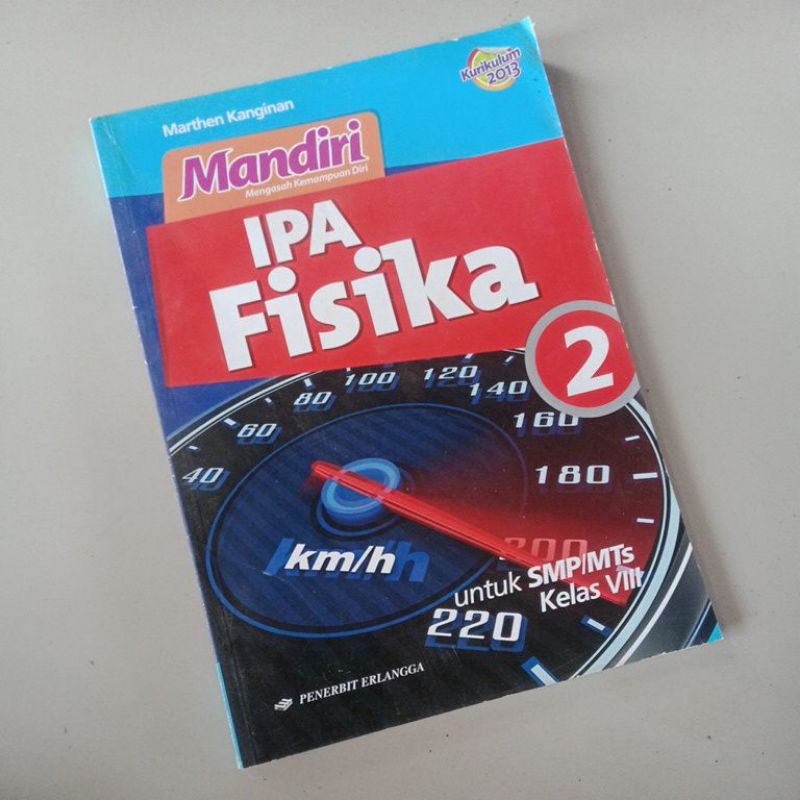 Kurikulum
2013
Marthen Kanginan
Mandiri
Mengasah Kemampuan Diri
IPA
Fisika
2
40
60
80
100
120
140
160
180
200
220
km/h
untuk SMP/MTs
Kelas VIII
PENERBIT ERLANGGA